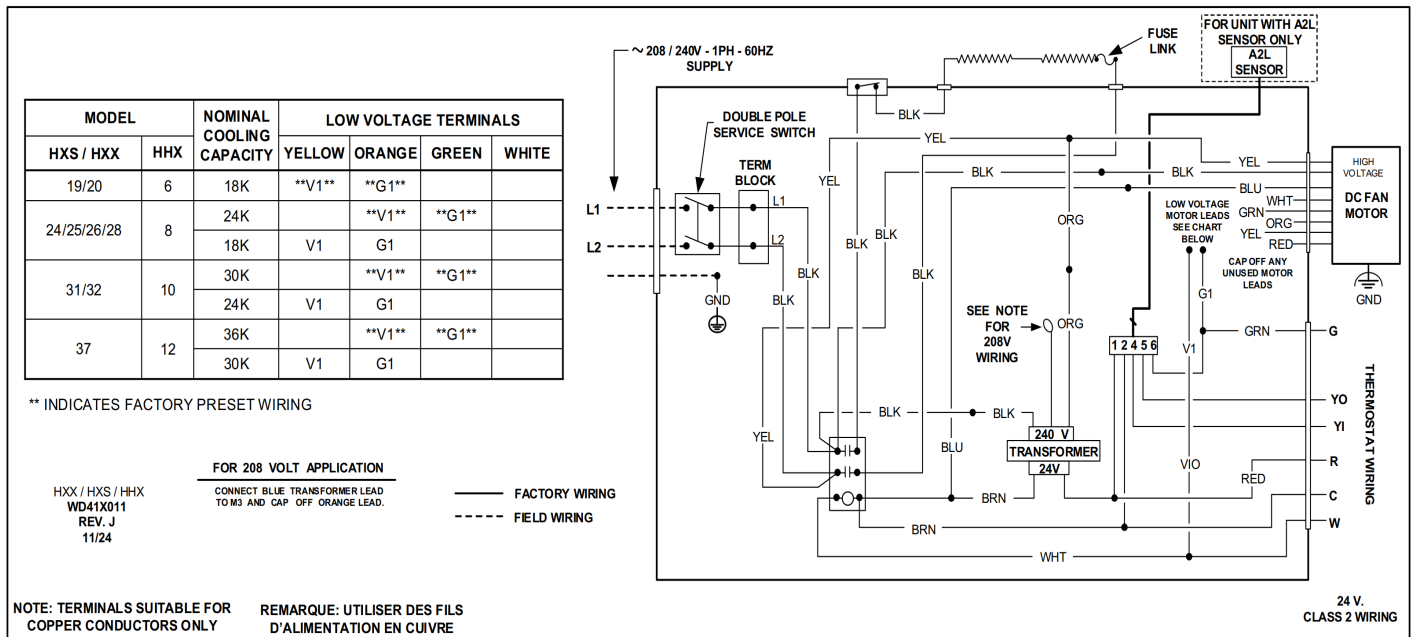 MODEL
NOMINAL COOLING CAPACITY
LOW VOLTAGE TERMINALS
HXS / HXX HHX YELLOW ORANGE GREEN WHITE
19/20 6 18K **V1** **G1**
24/25/26/28 8 24K **V1** **G1**
18K V1 G1
31/32 10 30K **V1** **G1**
24K V1 G1
37 12 36K **V1** **G1**
30K V1 G1
** INDICATES FACTORY PRESET WIRING
HXX / HXS / HHX
WD41X011
REV. J
11/24
FOR 208 VOLT APPLICATION
CONNECT BLUE TRANSFORMER LEAD
TO M3 AND CAP OFF ORANGE LEAD.
FACTORY WIRING
FIELD WIRING
NOTE: TERMINALS SUITABLE FOR
COPPER CONDUCTORS ONLY
REMARQUE: UTILISER DES FILS
D'ALIMENTATION EN CUIVRE
~ 208 / 240V - 1PH - 60HZ
SUPPLY
DOUBLE POLE
SERVICE SWITCH
TERM
BLOCK
L1
L2
L1
L2
GND
FUSE
LINK
FOR UNIT WITH A2L
SENSOR ONLY
A2L
SENSOR
BLK
YEL
YEL
BLK
BLK
YEL
BLK
BLU
WHT
GRN
ORG
YEL
RED
HIGH
VOLTAGE
DC FAN
MOTOR
GND
LOW VOLTAGE
MOTOR LEADS
SEE CHART
BELOW
CAP OFF ANY
UNUSED MOTOR
LEADS
ORG
BLK
BLK
BLK
BLK
BLK
G1
SEE NOTE
FOR
208V
WIRING
ORG
1 2 4 5 6
V1
GRN
G
YO
YI
R
C
W
THERMOSTAT WIRING
BLK
BLK
YEL
BLU
240 V
TRANSFORMER
24V
VIO
RED
BRN
BRN
WHT
24 V.
CLASS 2 WIRING